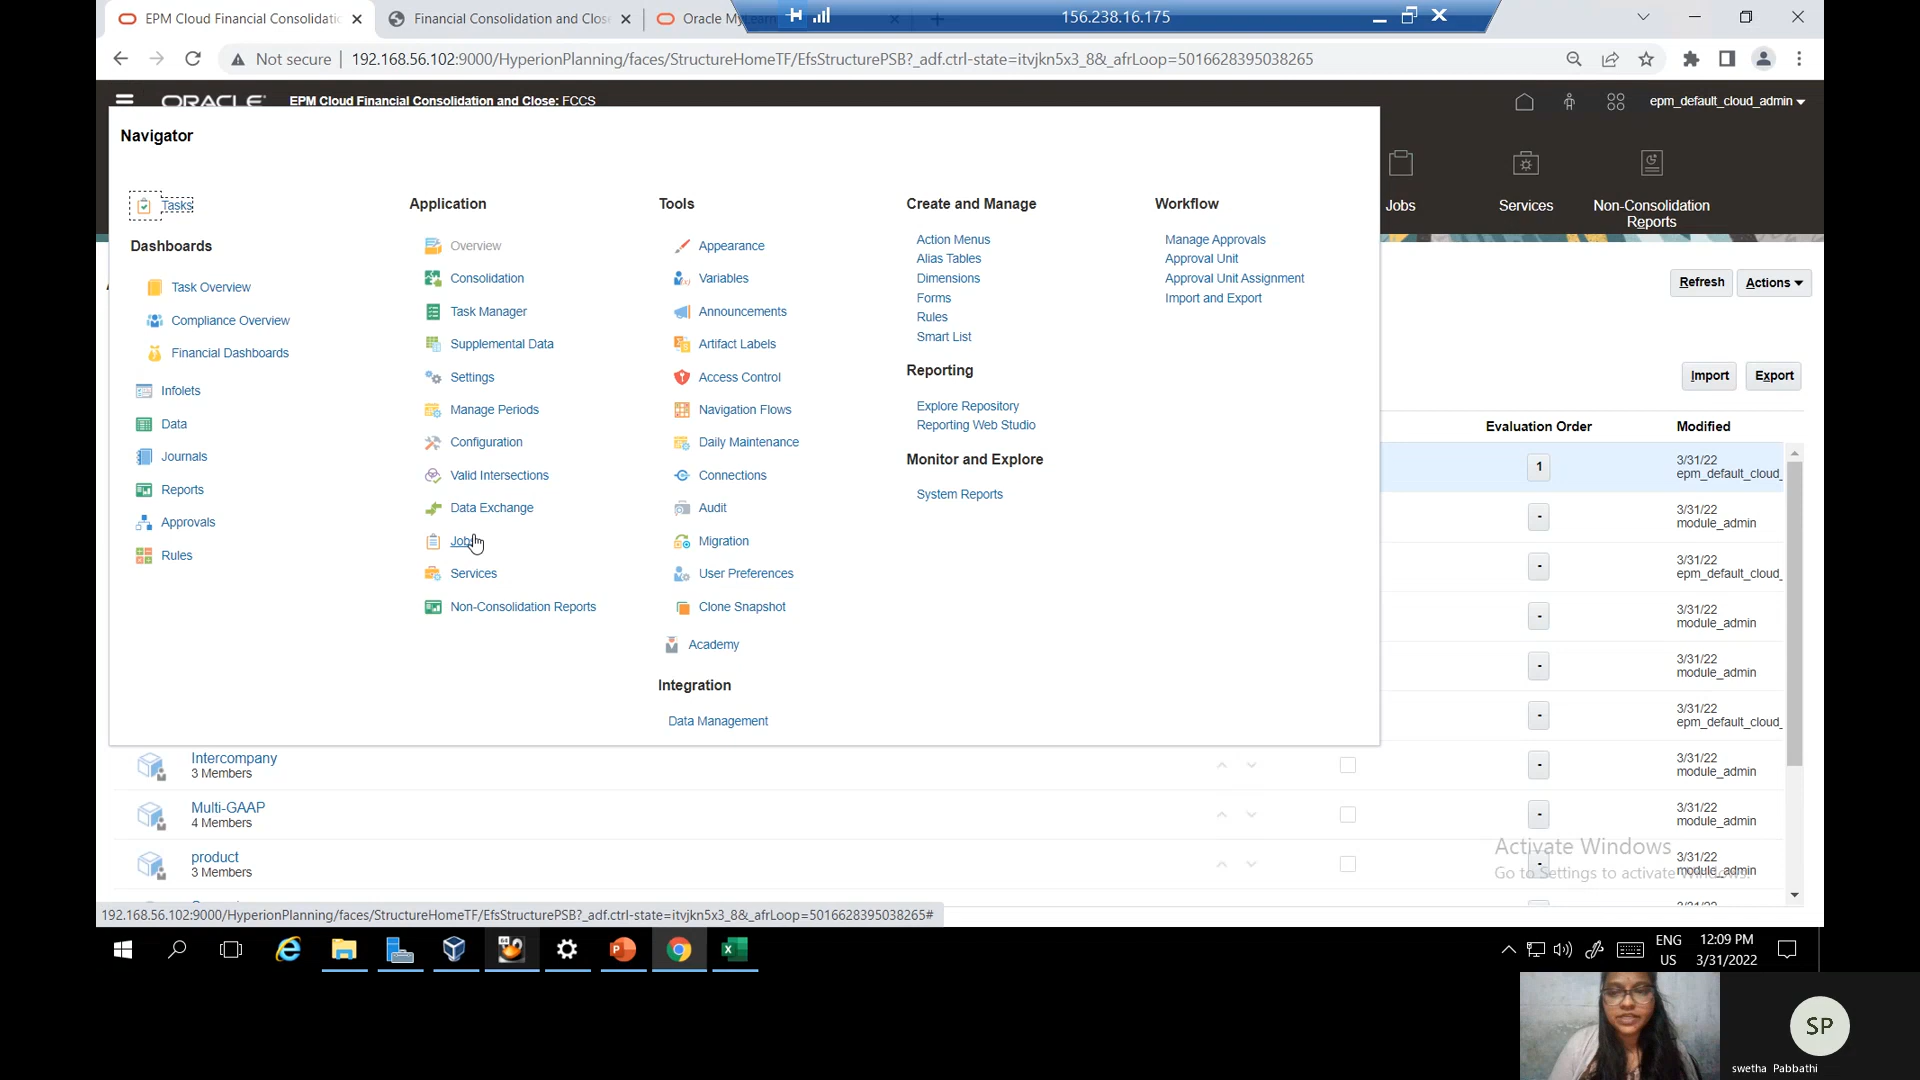 EPM Cloud Financial Consolidatio
Financial Consolidation and Clos
Oracle MyLearn
156.238.16.175
Not secure
192.168.56.102:9000/HyperionPlanning/faces/StructureHomeTF/EfsStructurePSB?_adf.ctrl-state=itvjkn5x3_8&_afrLoop=5016628395038265
ORACLE
EPM Cloud Financial Consolidation and Close: FCCS
epm_default_cloud_admin
Navigator
Tasks
Dashboards
Task Overview
Compliance Overview
Financial Dashboards
Infolets
Data
Journals
Reports
Approvals
Rules
Application
Overview
Consolidation
Task Manager
Supplemental Data
Settings
Manage Periods
Configuration
Valid Intersections
Data Exchange
Jobs
Services
Non-Consolidation Reports
Tools
Appearance
Variables
Announcements
Artifact Labels
Access Control
Navigation Flows
Daily Maintenance
Connections
Audit
Migration
User Preferences
Clone Snapshot
Academy
Integration
Data Management
Create and Manage
Action Menus
Alias Tables
Dimensions
Forms
Rules
Smart List
Reporting
Explore Repository
Reporting Web Studio
Monitor and Explore
System Reports
Workflow
Manage Approvals
Approval Unit
Approval Unit Assignment
Import and Export
Jobs
Services
Non-Consolidation
Reports
Refresh
Actions
Import
Export
Evaluation Order
Modified
1
3/31/22
epm_default_cloud_
-
3/31/22
module_admin
-
3/31/22
epm_default_cloud_
-
3/31/22
module_admin
-
3/31/22
module_admin
-
3/31/22
epm_default_cloud_
Intercompany
3 Members
-
3/31/22
module_admin
Multi-GAAP
4 Members
-
3/31/22
module_admin
product
3 Members
-
3/31/22
module_admin
Activate Windows
Go to Settings to activate Windows.
192.168.56.102:9000/HyperionPlanning/faces/StructureHomeTF/EfsStructurePSB?_adf.ctrl-state=itvjkn5x3_8&_afrLoop=5016628395038265#
ENG
US
12:09 PM
3/31/2022
SP
swetha Pabbathi